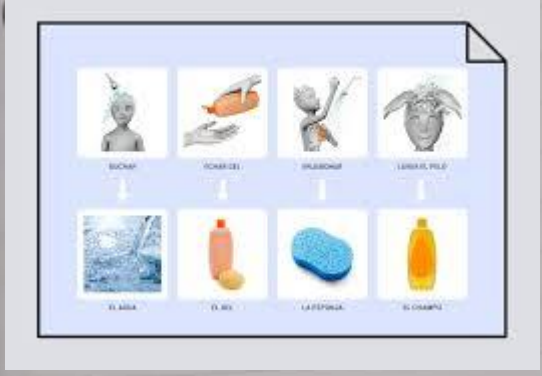 DUCHAR
ECHAR GEL
ENJABONAR
LAVAR EL PELO
EL AGUA
EL GEL
LA ESPONJA
EL CHAMPÚ